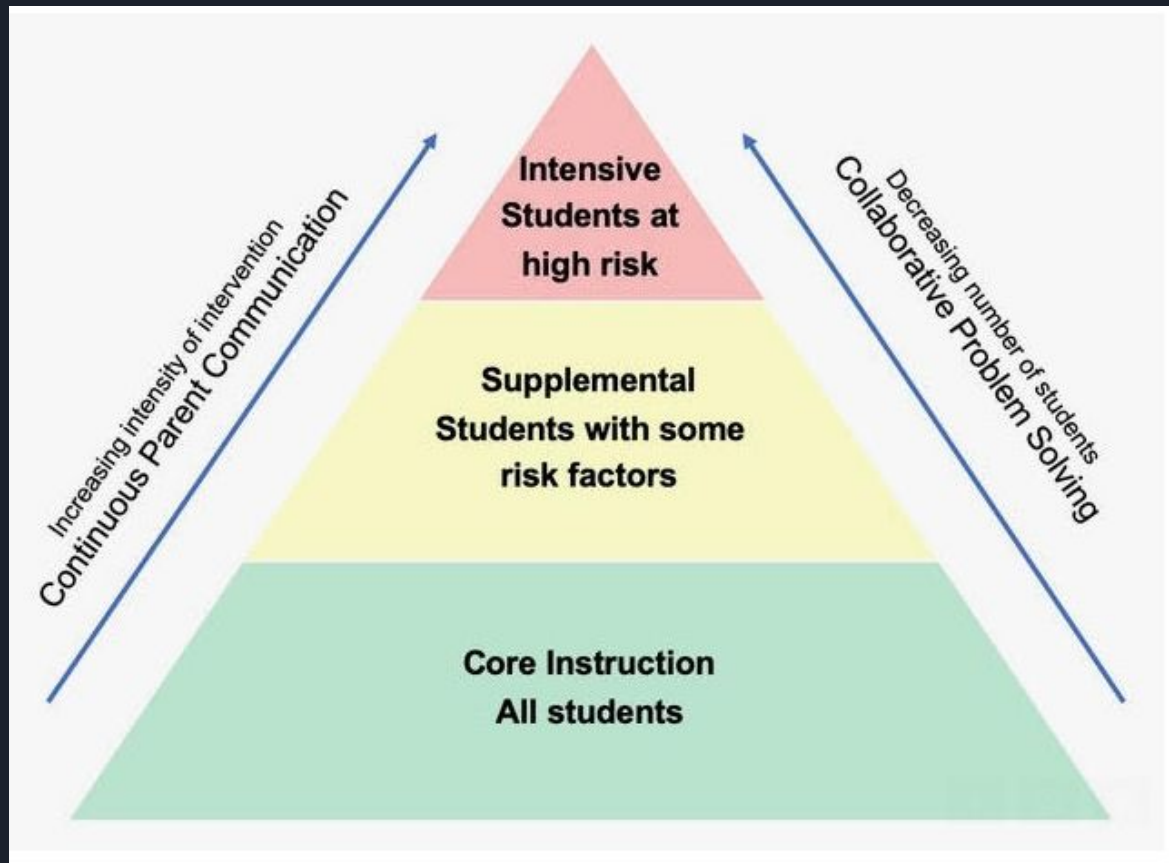 Intensive
Students at
high risk
Supplemental
Students with some
risk factors
Core Instruction
All students
Increasing intensity of intervention
Continuous Parent Communication
Decreasing number of students
Collaborative Problem Solving